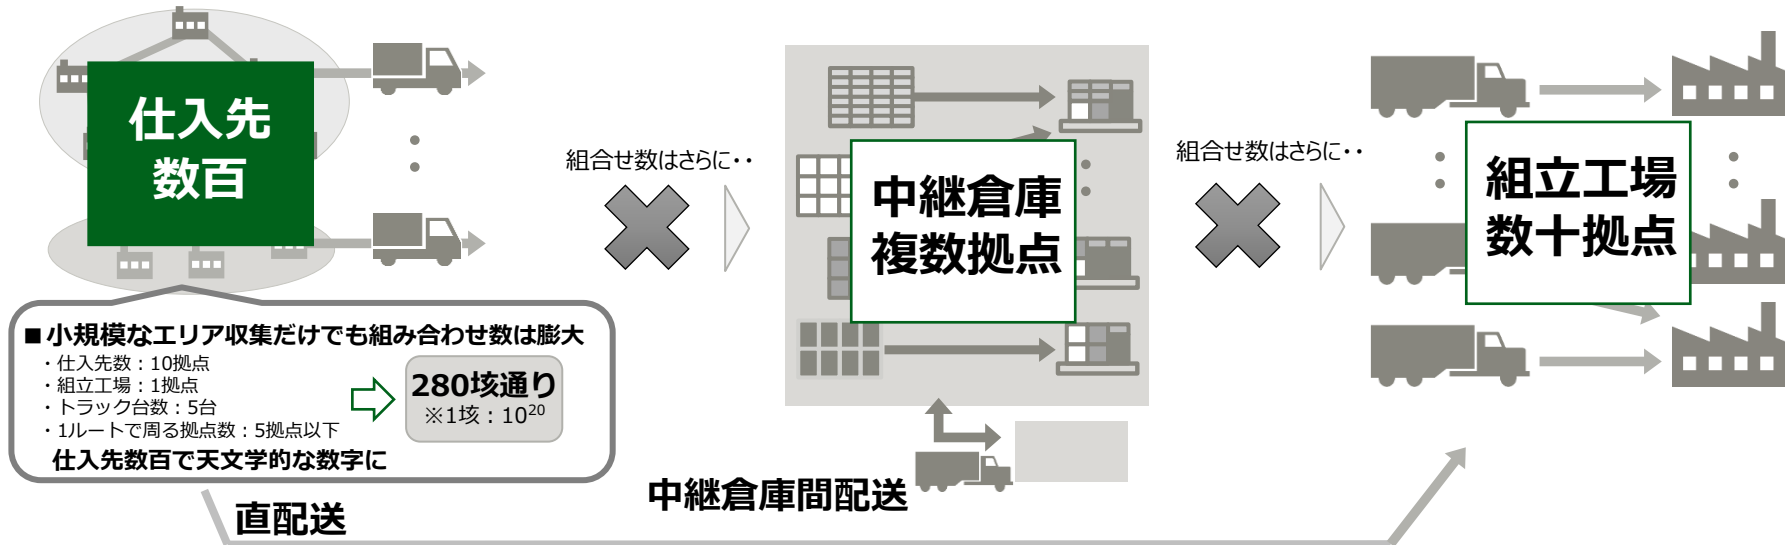 仕入先
数百
組合せ数はさらに・・
中継倉庫
複数拠点
組合せ数はさらに・・
組立工場
数十拠点
■小規模なエリア収集だけでも組み合わせ数は膨大
・仕入先数：10拠点
・組立工場：1拠点
・トラック台数：5台
・1ルートで周る拠点数：5拠点以下
280垓通り
※1垓：10²⁰
仕入先数百で天文学的な数字に
中継倉庫間配送
直配送